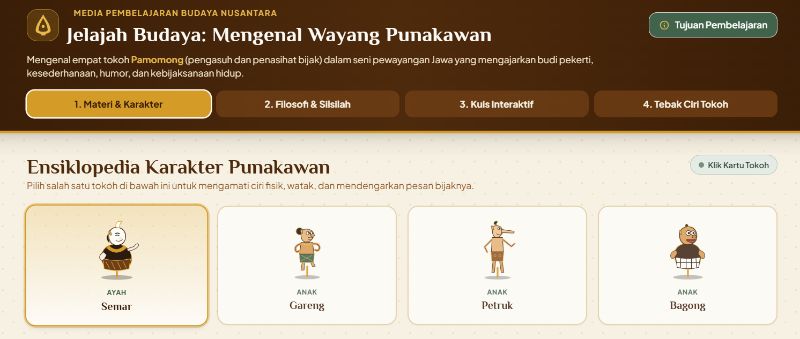 MEDIA PEMBELAJARAN BUDAYA NUSANTARA
Jelajah Budaya: Mengenal Wayang Punakawan
Tujuan Pembelajaran
Mengenal empat tokoh Pamomong (pengasuh dan penasihat bijak) dalam seni pewayangan Jawa yang mengajarkan budi pekerti,
kesederhanaan, humor, dan kebijaksanaan hidup.
1. Materi & Karakter
2. Filosofi & Silsilah
3. Kuis Interaktif
4. Tebak Ciri Tokoh
Ensiklopedia Karakter Punakawan
Klik Kartu Tokoh
Pilih salah satu tokoh di bawah ini untuk mengamati ciri fisik, watak, dan mendengarkan pesan bijaknya.
AYAH
Semar
ANAK
Gareng
ANAK
Petruk
ANAK
Bagong